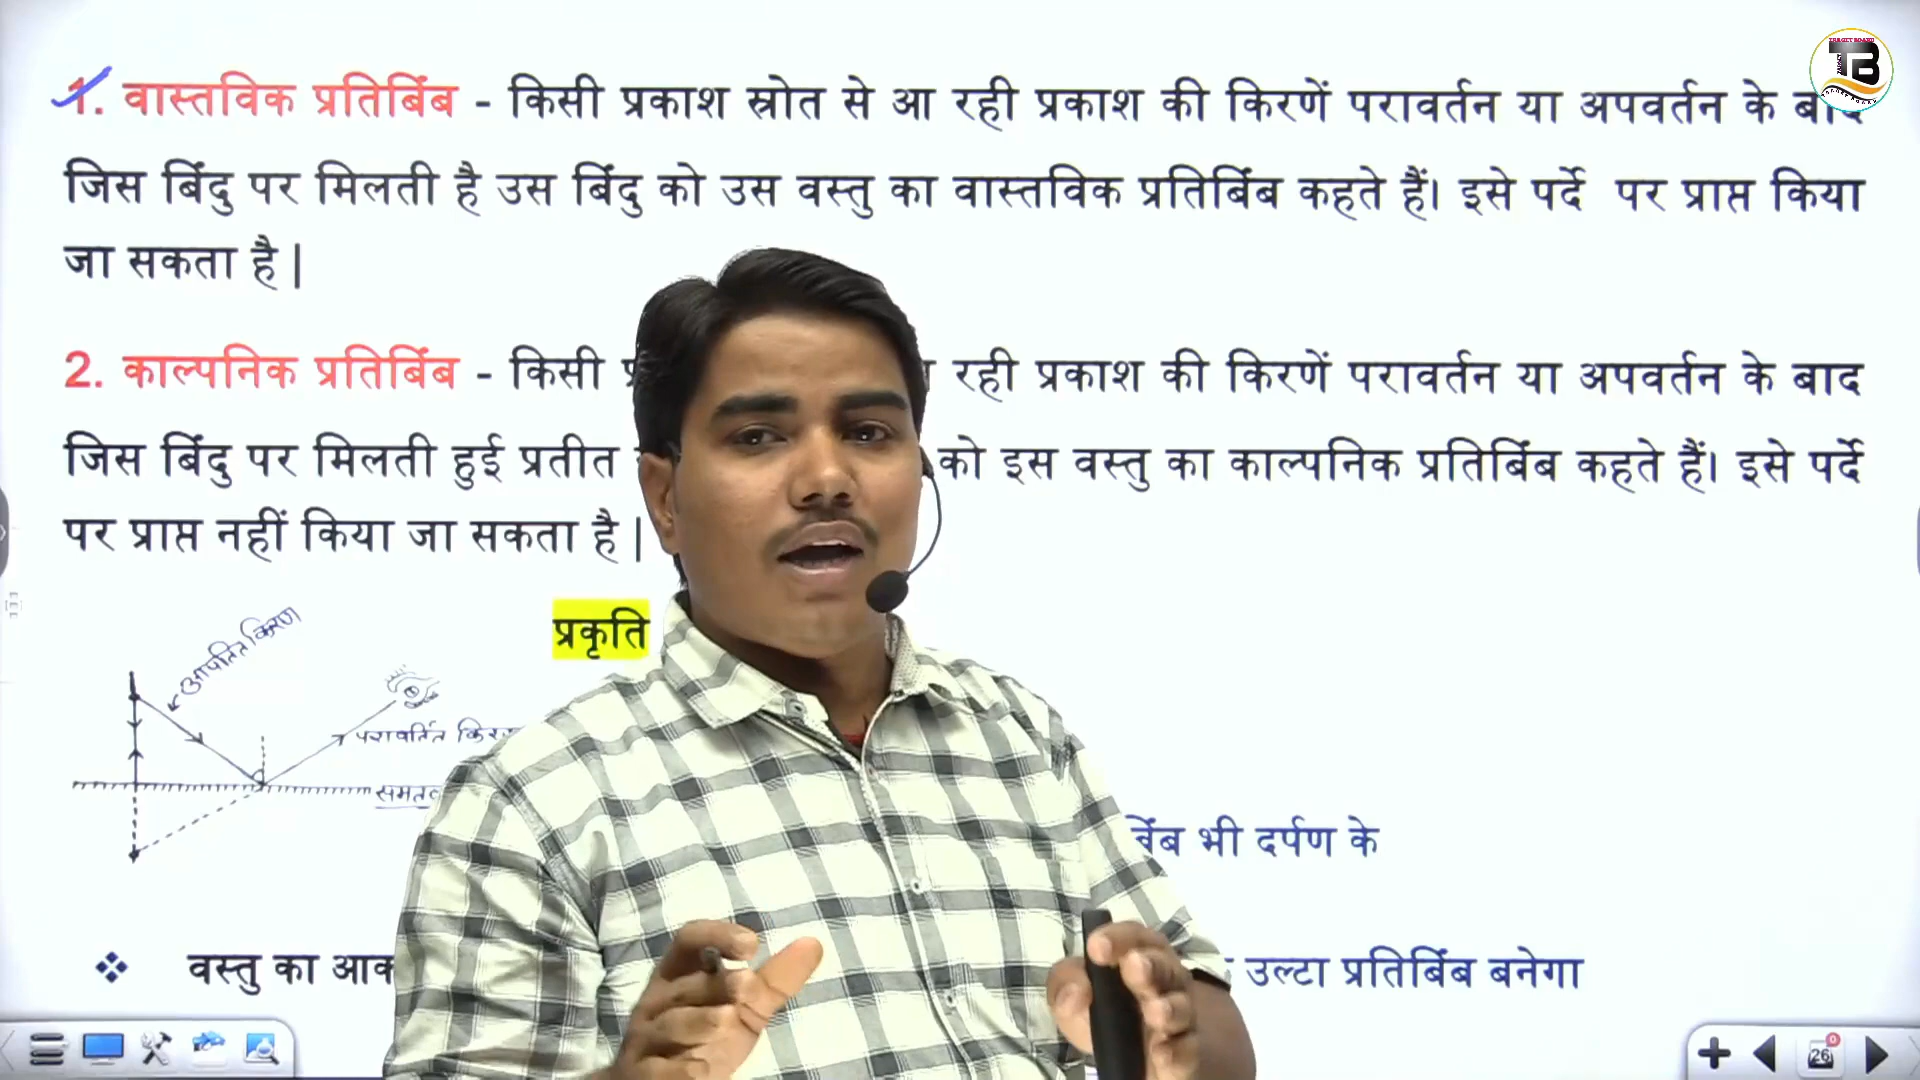 1. वास्तविक प्रतिबिंब - किसी प्रकाश स्रोत से आ रही प्रकाश की किरणें परावर्तन या अपवर्तन के बाद
जिस बिंदु पर मिलती है उस बिंदु को उस वस्तु का वास्तविक प्रतिबिंब कहते हैं। इसे पर्दे पर प्राप्त किया
जा सकता है |
2. काल्पनिक प्रतिबिंब - किसी रही प्रकाश की किरणें परावर्तन या अपवर्तन के बाद
जिस बिंदु पर मिलती हुई प्रतीत को इस वस्तु का काल्पनिक प्रतिबिंब कहते हैं। इसे पर्दे
पर प्राप्त नहीं किया जा सकता है |
आपतित किरण
प्रकृति
परावर्तित
भी दर्पण के
❖ वस्तु का उल्टा प्रतिबिंब बनेगा
TB
26